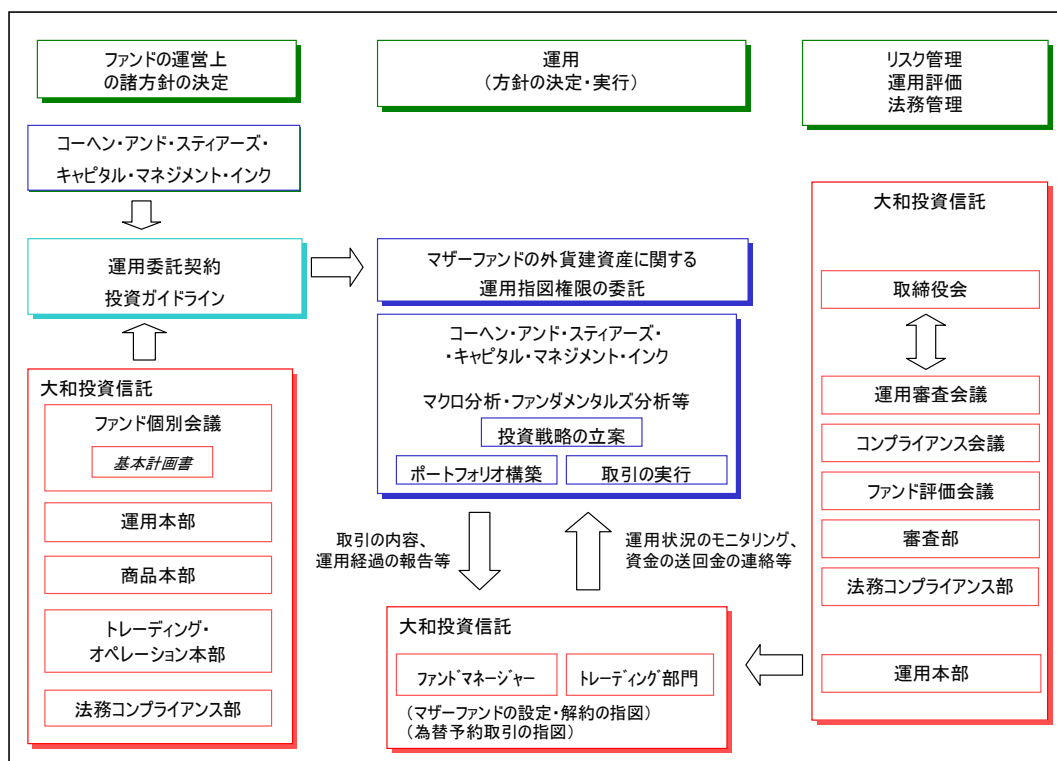 ファンドの運営上
の諸方針の決定
運用
(方針の決定・実行)
リスク管理
運用評価
法務管理
コーヘン・アンド・スティアーズ・
キャピタル・マネジメント・インク
運用委託契約
投資ガイドライン
マザーファンドの外貨建資産に関する
運用指図権限の委託
コーヘン・アンド・スティアーズ・
・キャピタル・マネジメント・インク
マクロ分析・ファンダメンタルズ分析等
投資戦略の立案
ポートフォリオ構築
取引の実行
大和投資信託
ファンド個別会議
基本計画書
運用本部
商品本部
トレーディング・
オペレーション本部
法務コンプライアンス部
取引の内容、
運用経過の報告等
運用状況のモニタリング、
資金の送回金の連絡等
大和投資信託
ファンドマネージャー
トレーディング部門
(マザーファンドの設定・解約の指図)
(為替予約取引の指図)
大和投資信託
取締役会
運用審査会議
コンプライアンス会議
ファンド評価会議
審査部
法務コンプライアンス部
運用本部